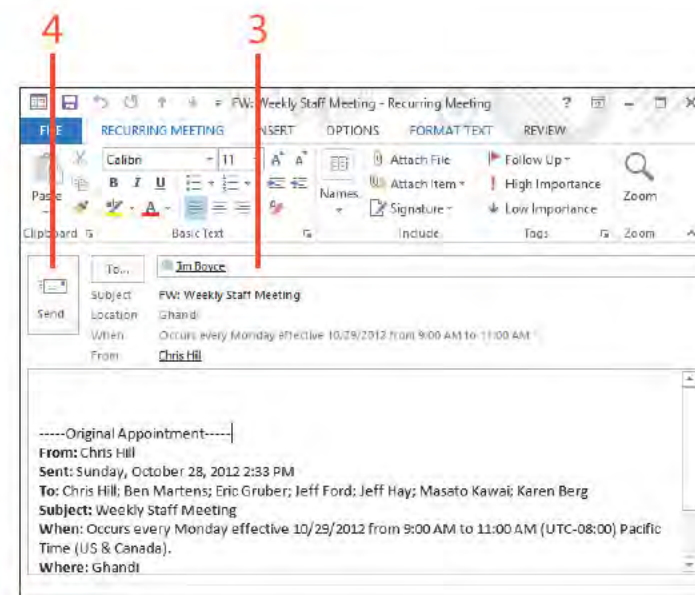 4 3
FW: Weekly Staff Meeting - Recurring Meeting ?
FILE RECURRING MEETING INSERT OPTIONS FORMAT TEXT REVIEW
Calibri 11 A A Attach File Follow Up
Paste B I U Names Attach Item High Importance Zoom
A Signature Low Importance
Clipboard Basic Text Include Tags Zoom
To... Jim Boyce
Subject FW: Weekly Staff Meeting
Send Location Ghandi
When Occurs every Monday effective 10/29/2012 from 9:00 AM to 11:00 AM
From Chris Hill
-----Original Appointment-----
From: Chris Hill
Sent: Sunday, October 28, 2012 2:33 PM
To: Chris Hill; Ben Martens; Eric Gruber; Jeff Ford; Jeff Hay; Masato Kawai; Karen Berg
Subject: Weekly Staff Meeting
When: Occurs every Monday effective 10/29/2012 from 9:00 AM to 11:00 AM (UTC-08:00) Pacific
Time (US & Canada).
Where: Ghandi